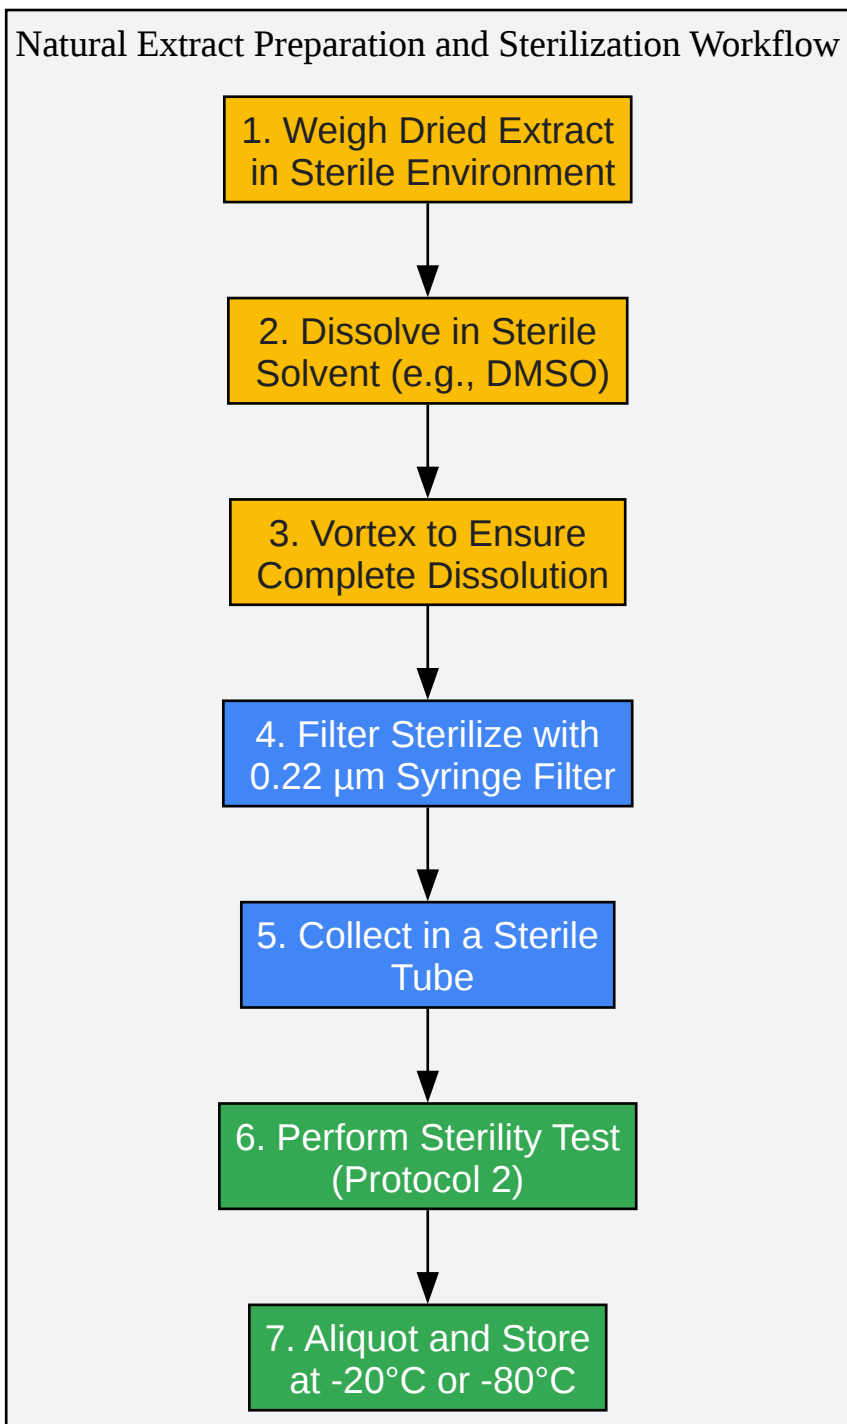 Natural Extract Preparation and Sterilization Workflow
1. Weigh Dried Extract
in Sterile Environment
2. Dissolve in Sterile
Solvent (e.g., DMSO)
3. Vortex to Ensure
Complete Dissolution
4. Filter Sterilize with
0.22 µm Syringe Filter
5. Collect in a Sterile
Tube
6. Perform Sterility Test
(Protocol 2)
7. Aliquot and Store
at -20°C or -80°C